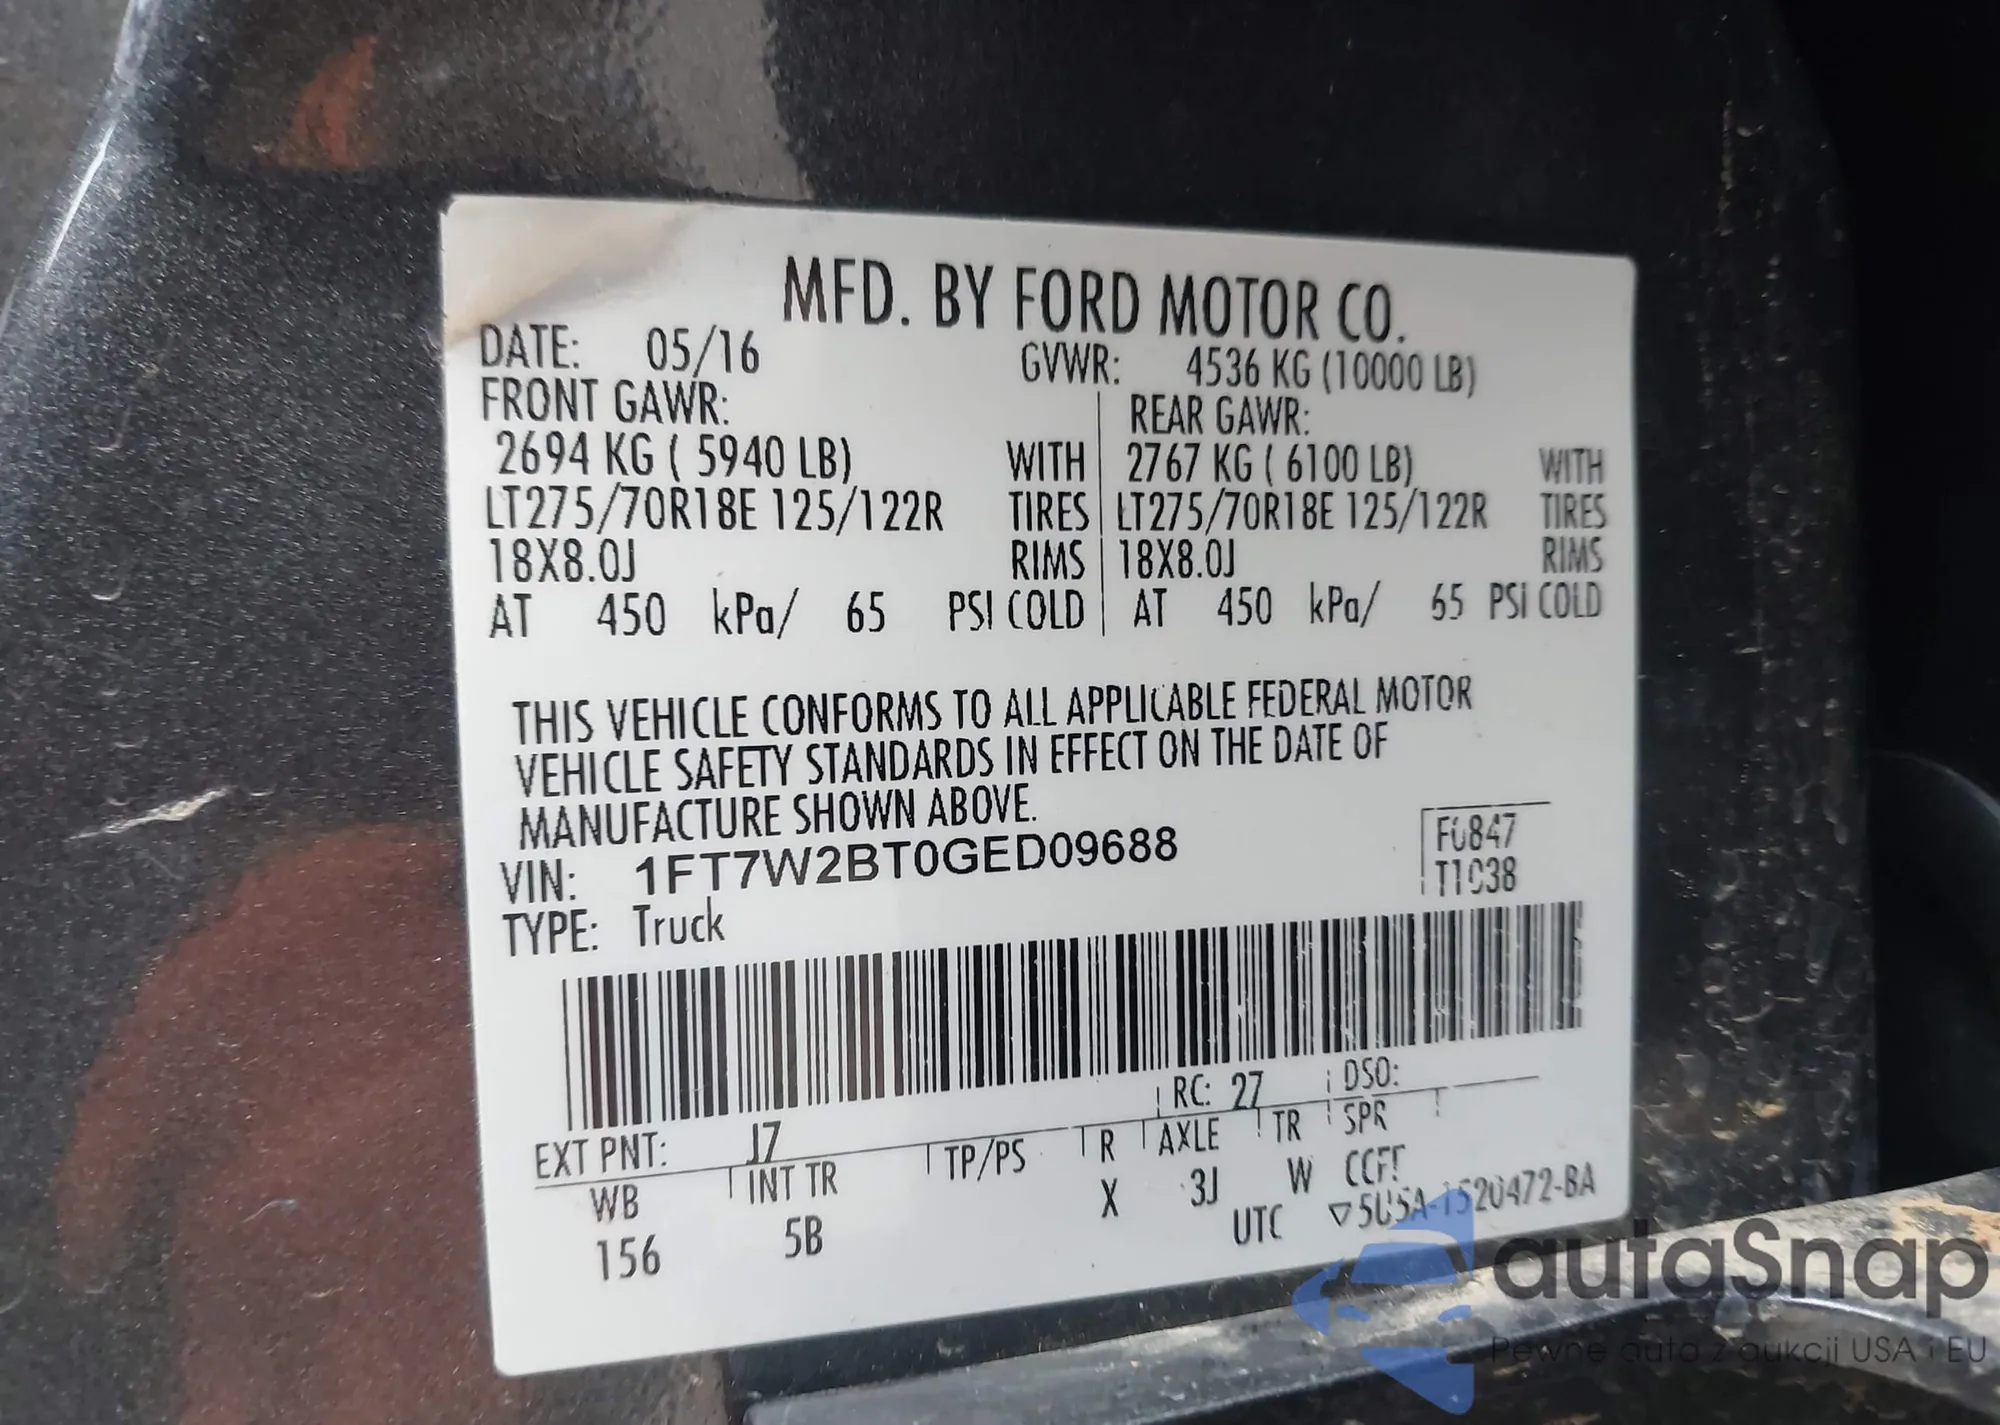 MFD. BY FORD MOTOR CO.
DATE: 05/16 GVWR: 4536 KG (10000 LB)
FRONT GAWR: REAR GAWR:
2694 KG ( 5940 LB) WITH 2767 KG ( 6100 LB) WITH
LT275/70R18E 125/122R TIRES LT275/70R18E 125/122R TIRES
18X8.0J RIMS 18X8.0J RIMS
AT 450 kPa/ 65 PSI COLD AT 450 kPa/ 65 PSI COLD
THIS VEHICLE CONFORMS TO ALL APPLICABLE FEDERAL MOTOR
VEHICLE SAFETY STANDARDS IN EFFECT ON THE DATE OF
MANUFACTURE SHOWN ABOVE.
VIN: 1FT7W2BT0GED09688
F0847
T1038
TYPE: Truck
RC: 27 DSO:
EXT PNT: J7
WB INT TR TP/PS R AXLE TR SPR
156 5B X 3J W
UTC
autaSnap
Pewne auta z aukcji USA i EU